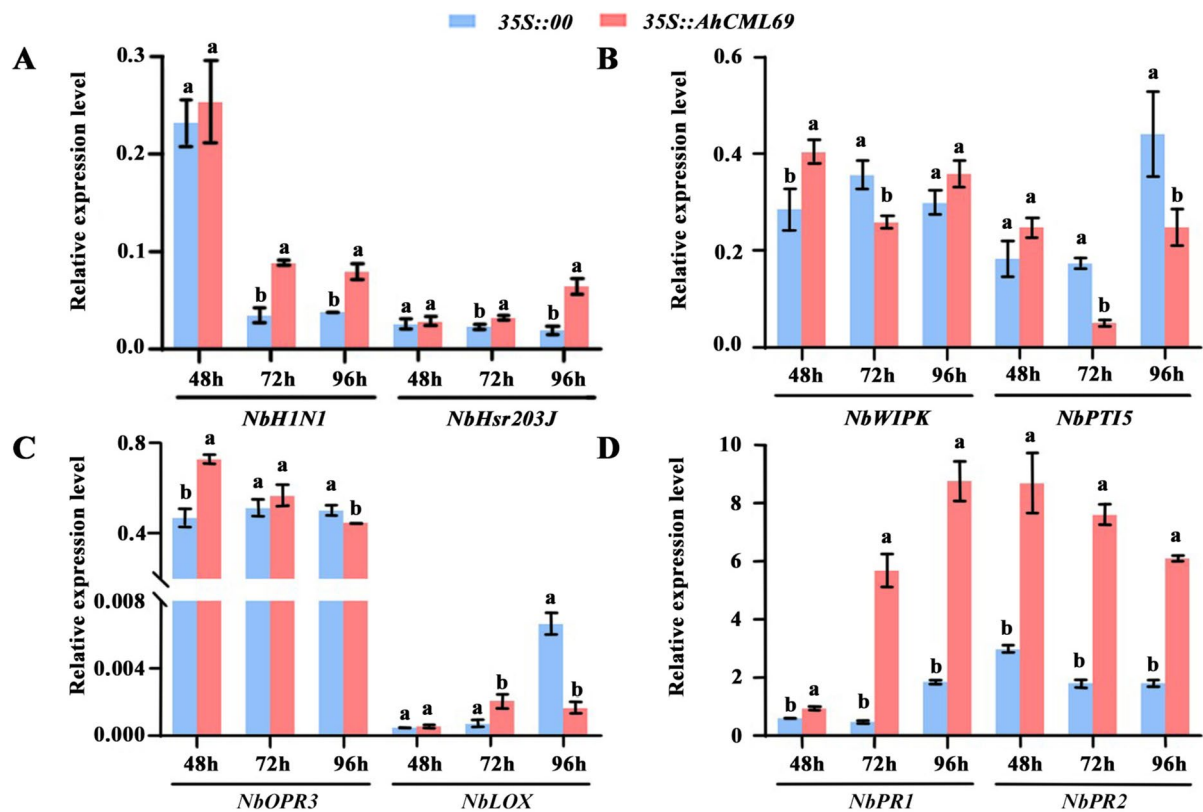 35S::00 35S::AhCML69
A
Relative expression level
0.3
0.2
0.1
0.0
a a b a b a a a b a b a
48h 72h 96h 48h 72h 96h
NbH1N1 NbHsr203J
B
Relative expression level
0.6
0.4
0.2
0.0
b a a b a a a a a b a b
48h 72h 96h 48h 72h 96h
NbWIPK NbPTI5
C
Relative expression level
0.8
0.4
0.008
0.004
0.000
b a a a a b a a a b a b
48h 72h 96h 48h 72h 96h
NbOPR3 NbLOX
D
Relative expression level
10
8
6
4
2
0
b a b a b a b a b a b a
48h 72h 96h 48h 72h 96h
NbPR1 NbPR2